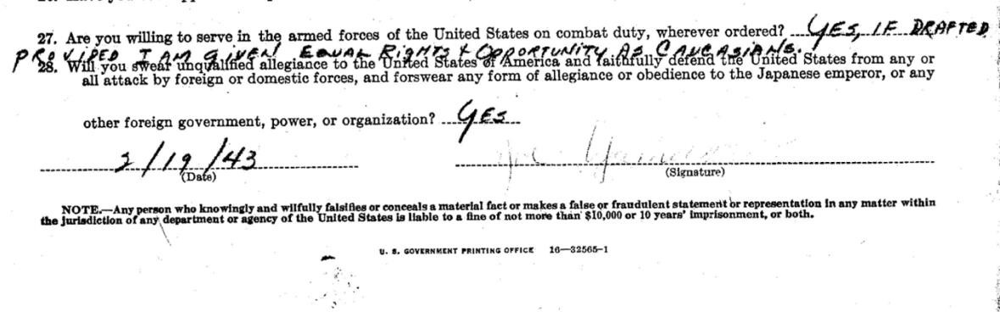 27. Are you willing to serve in the armed forces of the United States on combat duty, wherever ordered? YES, IF DRAFTED
PROVIDED I AM GIVEN EQUAL RIGHTS & OPPORTUNITY AS CAUCASIANS.
28. Will you swear unqualified allegiance to the United States of America and faithfully defend the United States from any or
all attack by foreign or domestic forces, and forswear any form of allegiance or obedience to the Japanese emperor, or any
other foreign government, power, or organization? YES
2/19/43
(Date) (Signature)
NOTE.—Any person who knowingly and wilfully falsifies or conceals a material fact or makes a false or fraudulent statement or representation in any matter within
the jurisdiction of any department or agency of the United States is liable to a fine of not more than $10,000 or 10 years' imprisonment, or both.
U. S. GOVERNMENT PRINTING OFFICE 16—32565-1